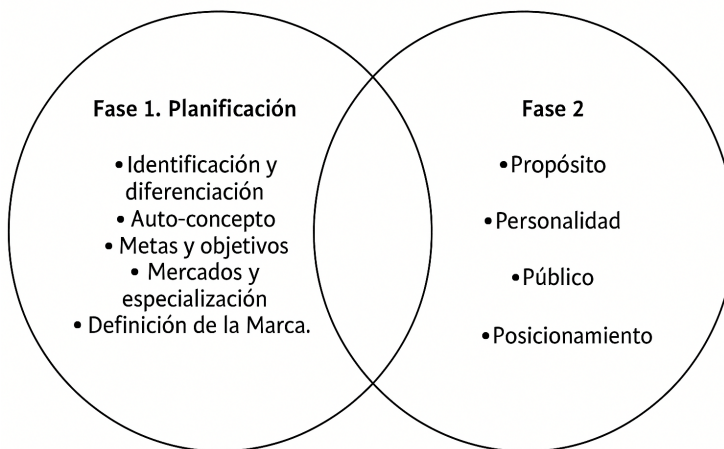 Fase 1. Planificación
• Identificación y
diferenciación
• Auto-concepto
• Metas y objetivos
• Mercados y
especialización
• Definición de la Marca.
Fase 2
• Propósito
• Personalidad
• Público
• Posicionamiento